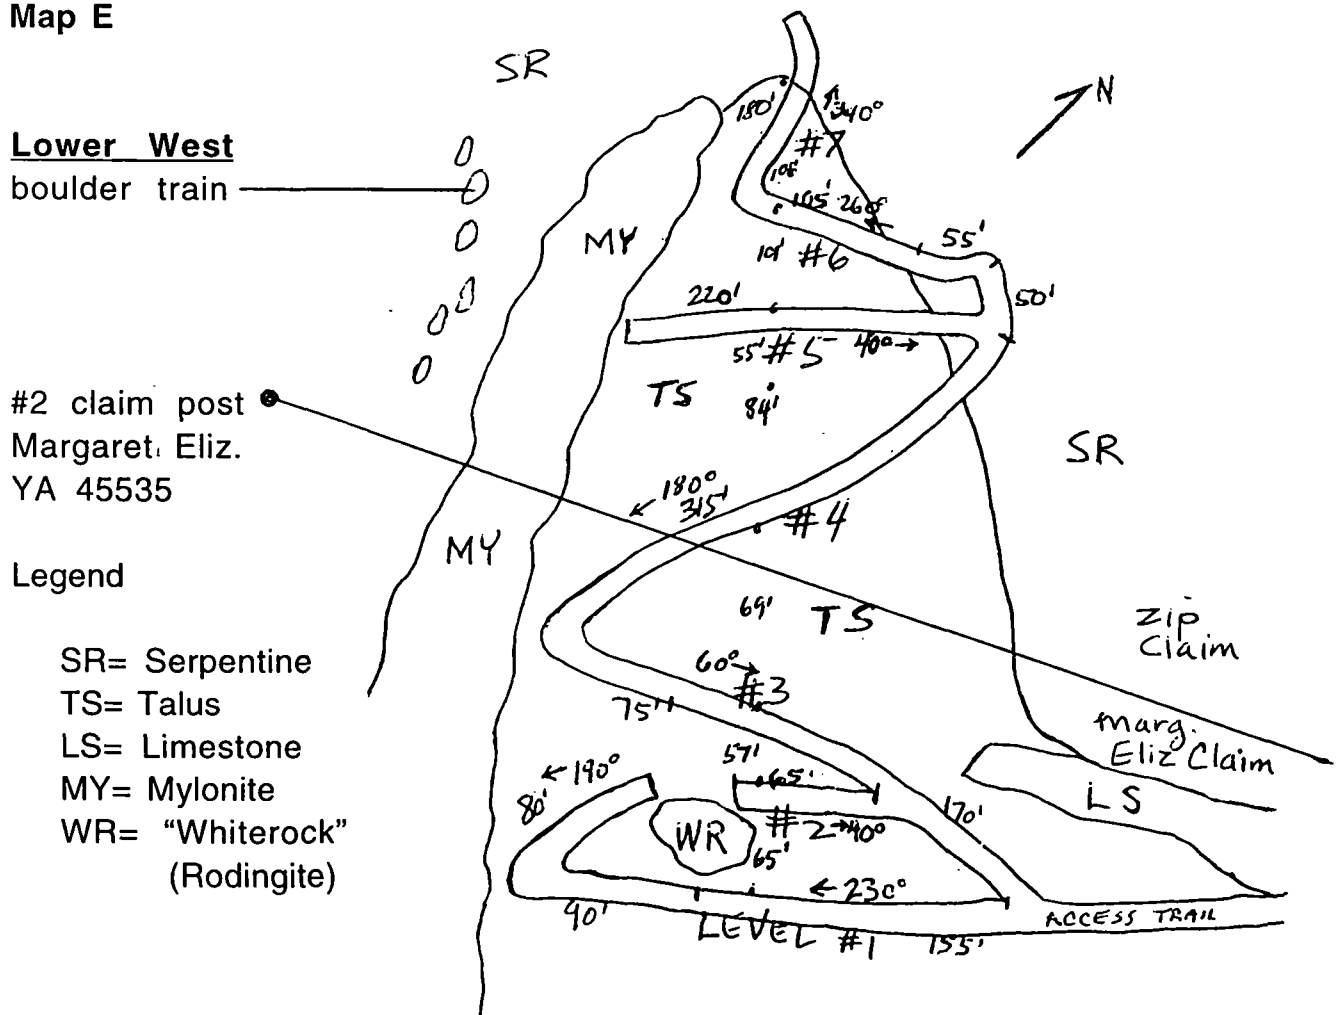 Map E
SR
N
Lower West
boulder train
180'
340°
#7
10'
105' 260°
55'
MY
10' #6
220'
50'
55' #5 40° →
TS
84'
#2 claim post
Margaret Eliz.
YA 45535
SR
← 180°
315'
#4
MY
Legend
69'
TS
zip
Claim
SR= Serpentine
TS= Talus
LS= Limestone
MY= Mylonite
WR= "Whiterock"
(Rodingite)
60° →
#3
75'
marg.
Eliz Claim
57'
← 190°
65'
80'
LS
WR
#2 → 40°
170'
65'
← 230°
90'
LEVEL #1
155'
ACCESS TRAIL